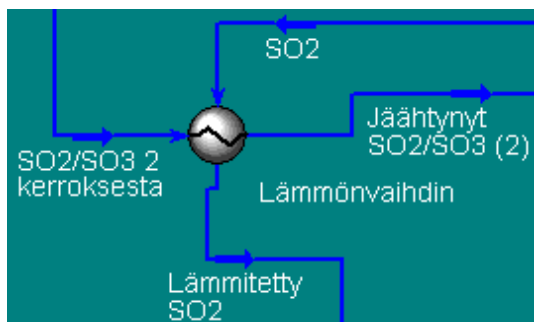 SO2
Jäähtynyt
SO2/SO3 (2)
SO2/SO3 2
kerroksesta
Lämmönvaihdin
Lämmitetty
SO2